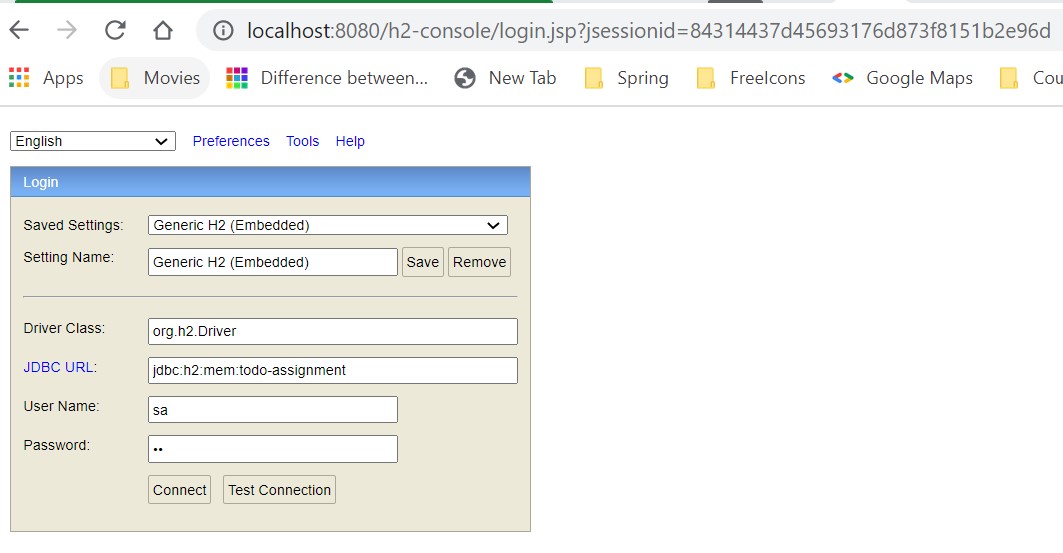 localhost:8080/h2-console/login.jsp?jsessionid=84314437d45693176d873f8151b2e96d
Apps Movies Difference between... New Tab Spring FreeIcons Google Maps Cou
English Preferences Tools Help
Login
Saved Settings: Generic H2 (Embedded)
Setting Name: Generic H2 (Embedded) Save Remove
Driver Class: org.h2.Driver
JDBC URL: jdbc:h2:mem:todo-assignment
User Name: sa
Password: ••
Connect Test Connection